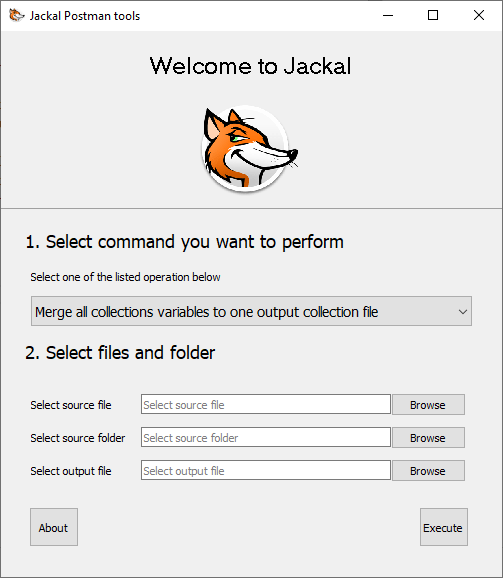 Jackal Postman tools
Welcome to Jackal
1. Select command you want to perform
Select one of the listed operation below
Merge all collections variables to one output collection file
2. Select files and folder
Select source file Select source file Browse
Select source folder Select source folder Browse
Select output file Select output file Browse
About Execute